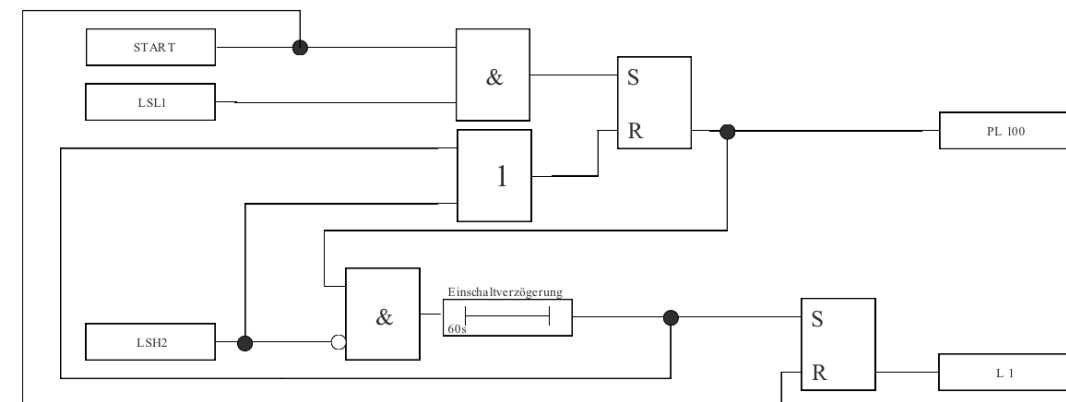 START
&
S
LSL1
R
PL 100
1
Einschaltverzögerung
&
S
60s
LSH2
R
L 1